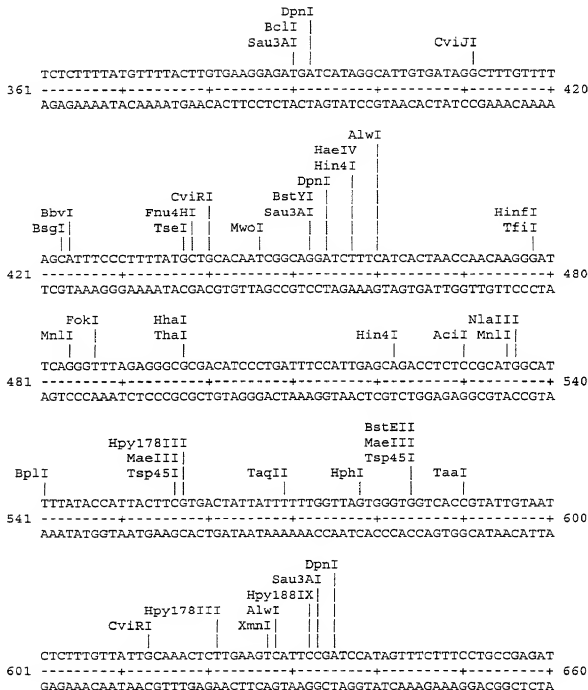 DpnI
BclI
Sau3AI CviJI
TCTCTTTTATGTTTTACTTGTGAAGGAGATGATCATAGGCATTGTGATAGGCTTTGTTTT
361 ---------+---------+---------+---------+---------+---------+ 420
AGAGAAAATACAAAATGAACACTTCCTCTACTAGTATCCGTAACACTATCCGAAACAAAA
AlwI
HaeIV
Hin4I
DpnI
CviRI BstYI
BbvI Fnu4HI Sau3AI HinfI
BsgI TseI MwoI TfiI
AGCATTTCCCTTTTATGCTGCACAATCGGCAGGATCTTTCATCACTAACCAACAAGGGAT
421 ---------+---------+---------+---------+---------+---------+ 480
TCGTAAAGGGAAAATACGACGTGTTAGCCGTCCTAGAAAGTAGTGATTGGTTGTTCCCTA
FokI HhaI NlaIII
MnlI ThaI Hin4I AciI MnlI
TCAGGGTTTAGAGGGCGCGACATCCCTGATTTCCATTGAGCAGACCTCTCCGCATGGCAT
481 ---------+---------+---------+---------+---------+---------+ 540
AGTCCCAAATCTCCCGCGCTGTAGGGACTAAAGGTAACTCGTCTGGAGAGGCGTACCGTA
BstEII
Hpy178III MaeIII
MaeIII Tsp45I
BplI Tsp45I TaqII HphI TaaI
TTTATACCATTACTTCGTGACTATTATTTTTTGGTTAGTGGGTGGTCACCGTATTGTAAT
541 ---------+---------+---------+---------+---------+---------+ 600
AAATATGGTAATGAAGCACTGATAATAAAAAACCAATCACCCACCAGTGGCATAACATTA
DpnI
Sau3AI
Hpy188IX
Hpy178III AlwI
CviRI XmnI
CTCTTTGTTATTGCAAACTCTTGAAGTCATTCCGATCCATAGTTTCTTTCCTGCCGAGAT
601 ---------+---------+---------+---------+---------+---------+ 660
GAGAAACAATAACGTTTGAGAACTTCAGTAAGGCTAGGTATCAAAGAAAGGACGGCTCTA